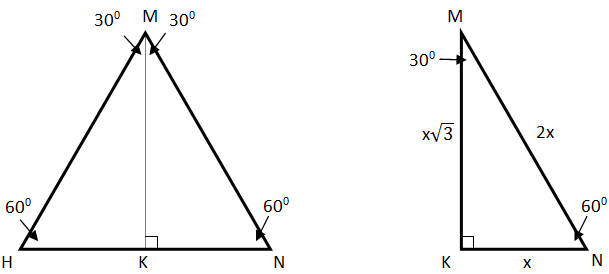 M
30⁰ 30⁰
60⁰ 60⁰
H K N
M
30⁰
x√3 2x
60⁰
K x N